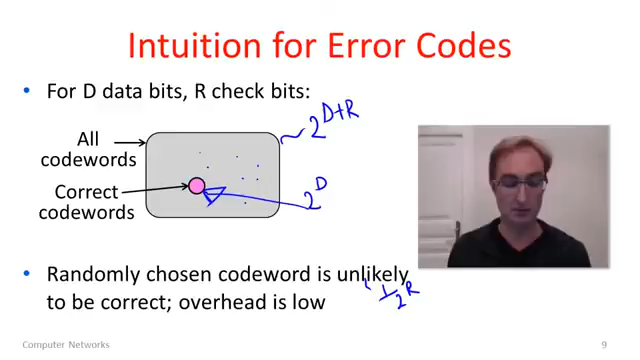 Intuition for Error Codes
• For D data bits, R check bits:
2^{D+R}
All
codewords
Correct
codewords
2^D
• Randomly chosen codeword is unlikely
to be correct; overhead is low
1/2^R
Computer Networks
9